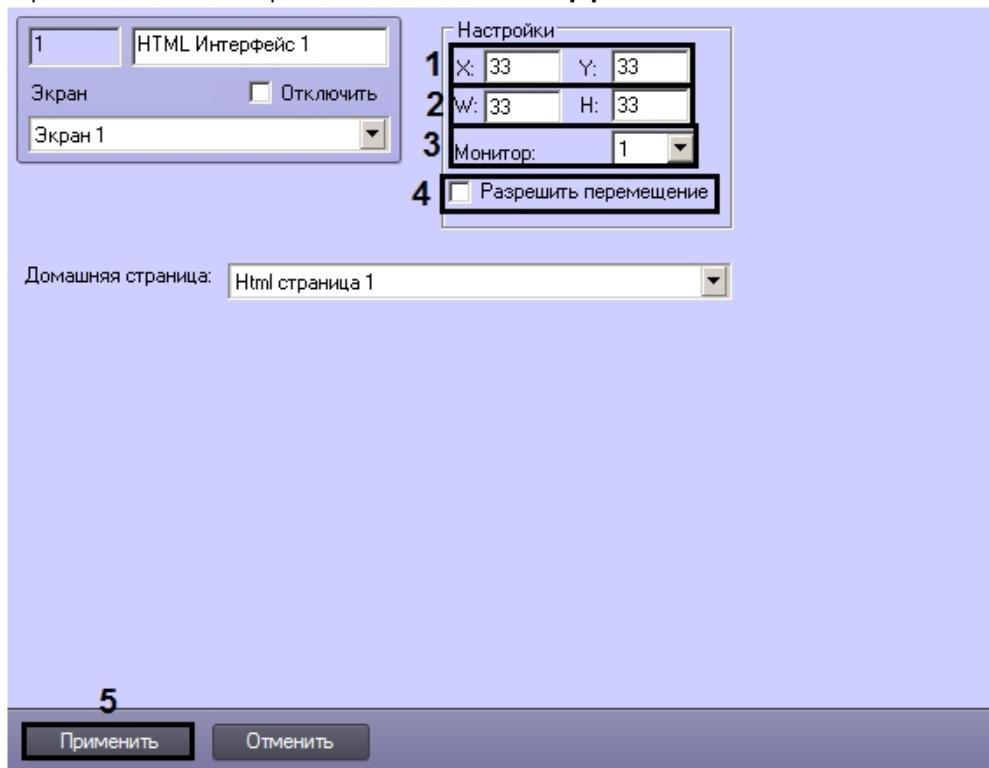 1
HTML Интерфейс 1
Экран
Отключить
Экран 1
Настройки
1
X: 33 Y: 33
2
W: 33 H: 33
3
Монитор: 1
4
Разрешить перемещение
Домашняя страница: Html страница 1
5
Применить
Отменить